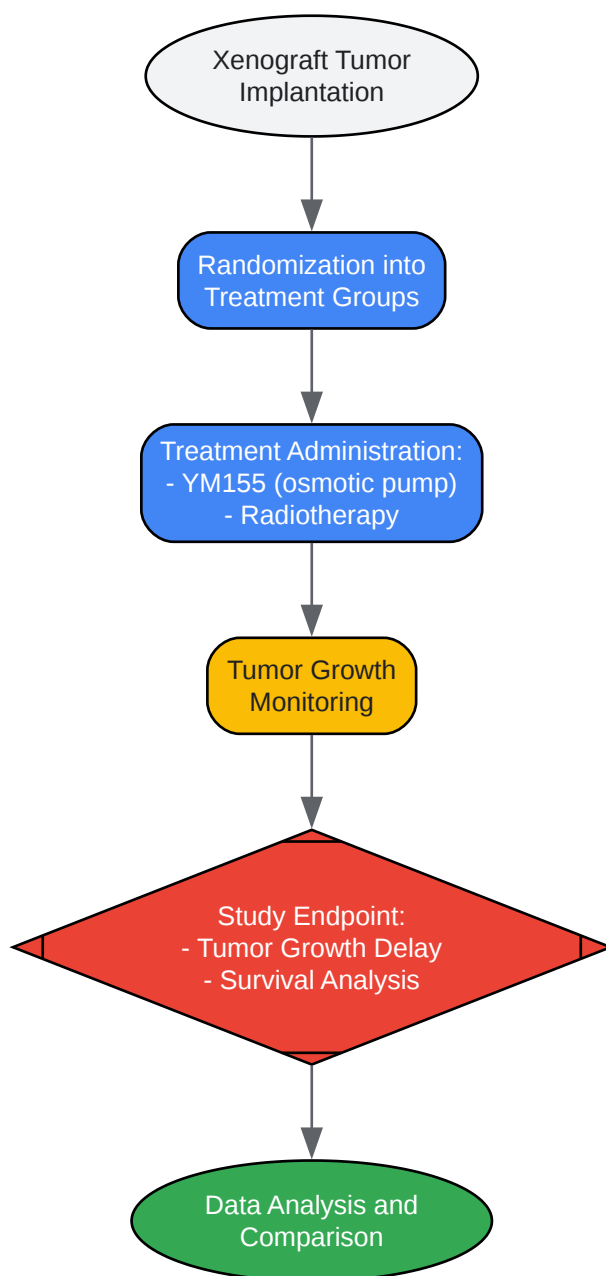 Xenograft Tumor
Implantation
Randomization into
Treatment Groups
Treatment Administration:
- YM155 (osmotic pump)
- Radiotherapy
Tumor Growth
Monitoring
Study Endpoint:
- Tumor Growth Delay
- Survival Analysis
Data Analysis and
Comparison